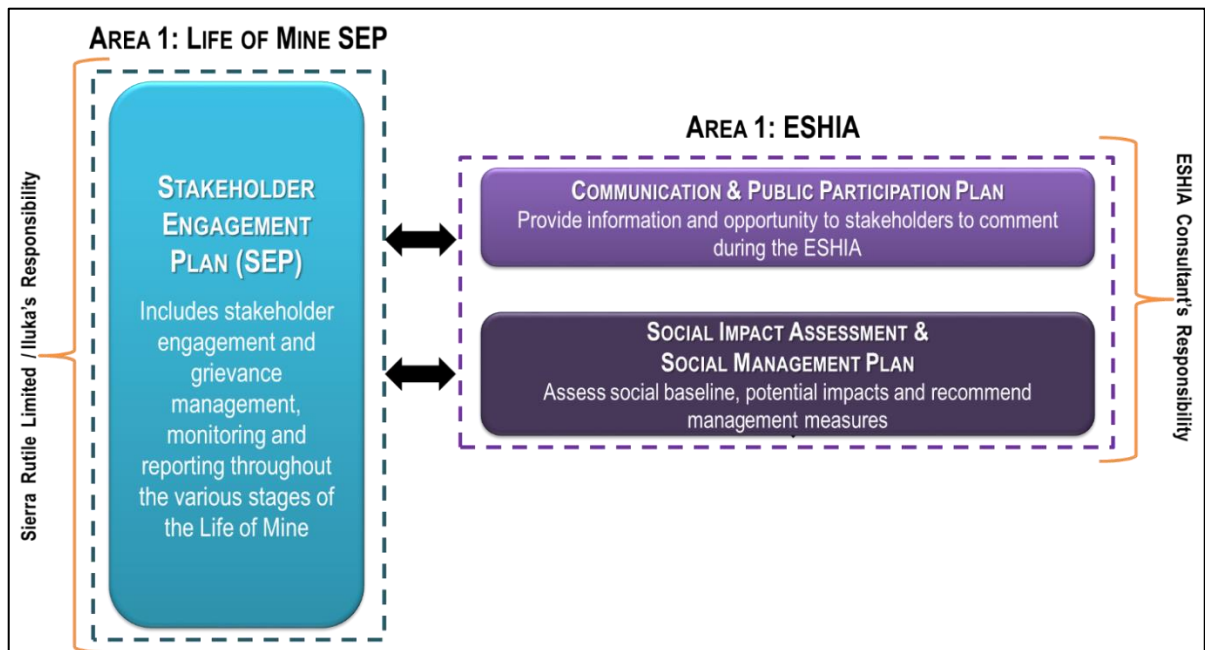 AREA 1: LIFE OF MINE SEP
Sierra Rutile Limited / Iluka's Responsibility
STAKEHOLDER
ENGAGEMENT
PLAN (SEP)
Includes stakeholder
engagement and
grievance
management,
monitoring and
reporting throughout
the various stages of
the Life of Mine
AREA 1: ESHIA
COMMUNICATION & PUBLIC PARTICIPATION PLAN
Provide information and opportunity to stakeholders to comment
during the ESHIA
SOCIAL IMPACT ASSESSMENT &
SOCIAL MANAGEMENT PLAN
Assess social baseline, potential impacts and recommend
management measures
ESHIA Consultant's Responsibility